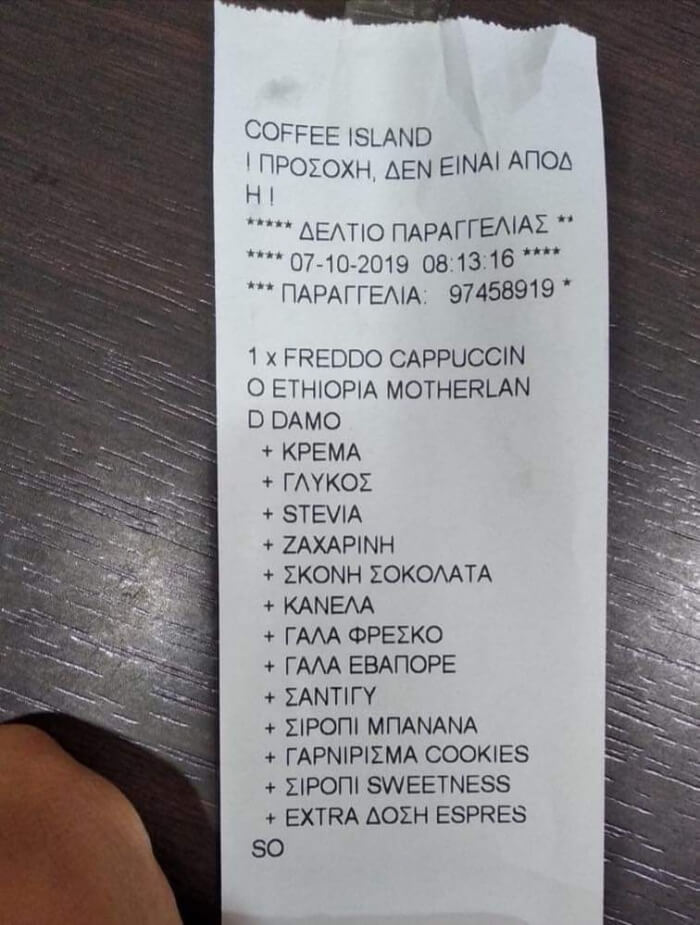 COFFEE ISLAND
! ΠΡΟΣΟΧΗ, ΔΕΝ ΕΙΝΑΙ ΑΠΟΔ
Η !
***** ΔΕΛΤΙΟ ΠΑΡΑΓΓΕΛΙΑΣ **
**** 07-10-2019 08:13:16 ****
*** ΠΑΡΑΓΓΕΛΙΑ: 97458919 *
1 x FREDDO CAPPUCCIN
O ETHIOPIA MOTHERLAN
D DAMO
+ ΚΡΕΜΑ
+ ΓΛΥΚΟΣ
+ STEVIA
+ ΖΑΧΑΡΙΝΗ
+ ΣΚΟΝΗ ΣΟΚΟΛΑΤΑ
+ ΚΑΝΕΛΑ
+ ΓΑΛΑ ΦΡΕΣΚΟ
+ ΓΑΛΑ ΕΒΑΠΟΡΕ
+ ΣΑΝΤΙΓΥ
+ ΣΙΡΟΠΙ ΜΠΑΝΑΝΑ
+ ΓΑΡΝΙΡΙΣΜΑ COOKIES
+ ΣΙΡΟΠΙ SWEETNESS
+ EXTRA ΔΟΣΗ ESPRES
SO